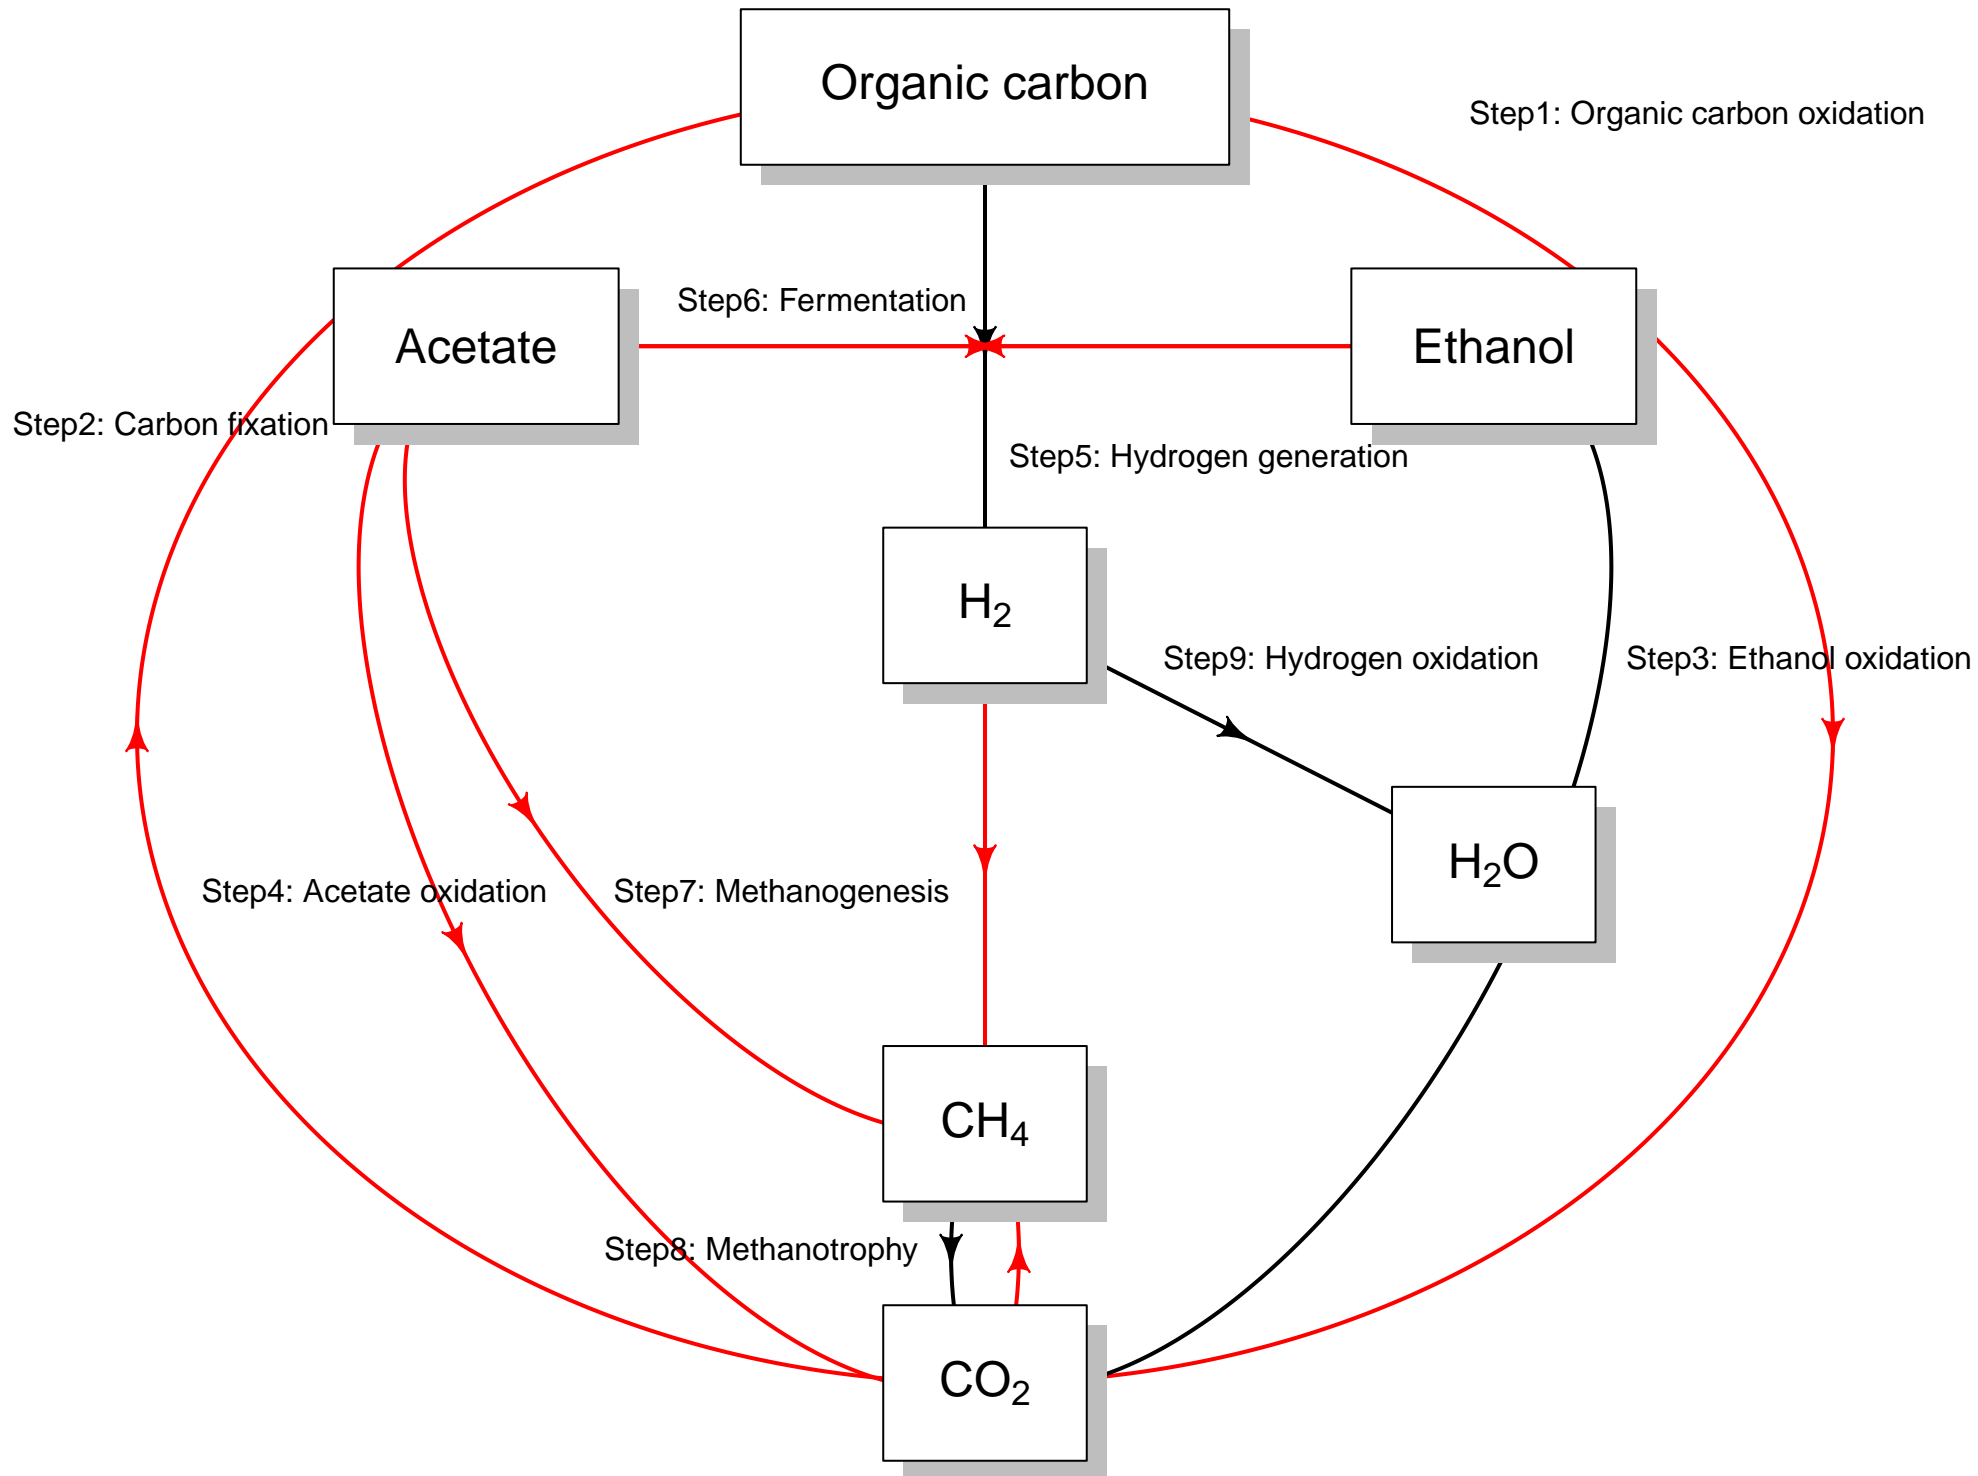 Organic carbon
Step1: Organic carbon oxidation
Step6: Fermentation
Acetate
Ethanol
Step2: Carbon fixation
Step5: Hydrogen generation
H₂
Step9: Hydrogen oxidation
Step3: Ethanol oxidation
H₂O
Step4: Acetate oxidation
Step7: Methanogenesis
CH₄
Step8: Methanotrophy
CO₂